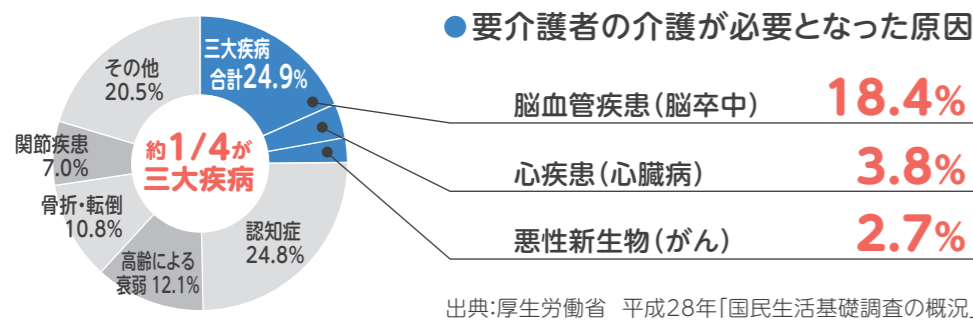 ●要介護者の介護が必要となった原因
三大疾病
合計24.9%
その他
20.5%
関節疾患
7.0%
骨折・転倒
10.8%
高齢による
衰弱 12.1%
認知症
24.8%
約1/4が
三大疾病
脳血管疾患(脳卒中) 18.4%
心疾患(心臓病) 3.8%
悪性新生物(がん) 2.7%
出典:厚生労働省 平成28年「国民生活基礎調査の概況」